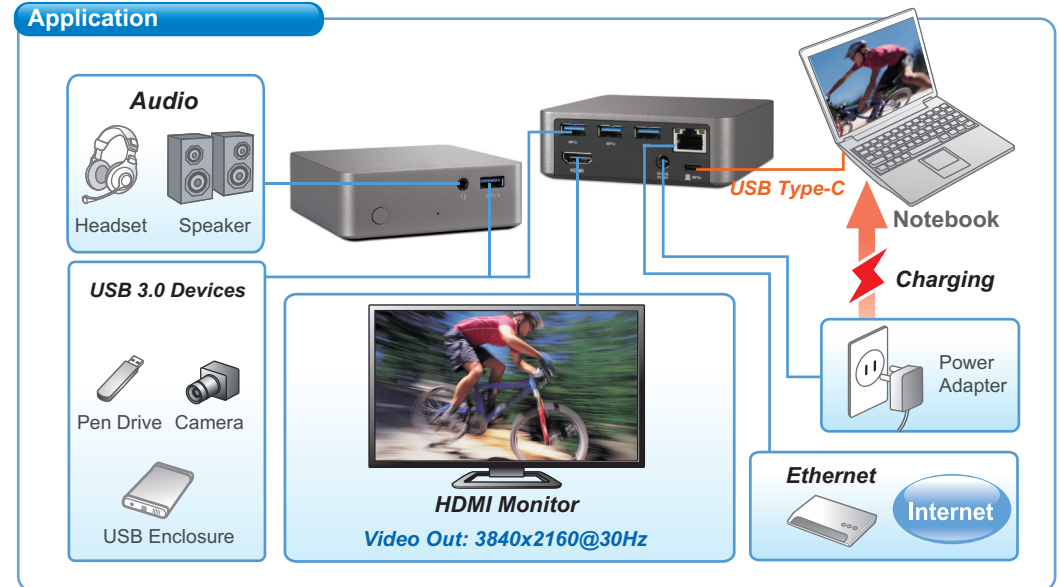 Application
Audio
Headset
Speaker
USB 3.0 Devices
Pen Drive
Camera
USB Enclosure
HDMI
USB Type-C
Notebook
Charging
Power
Adapter
HDMI Monitor
Video Out: 3840x2160@30Hz
Ethernet
Internet